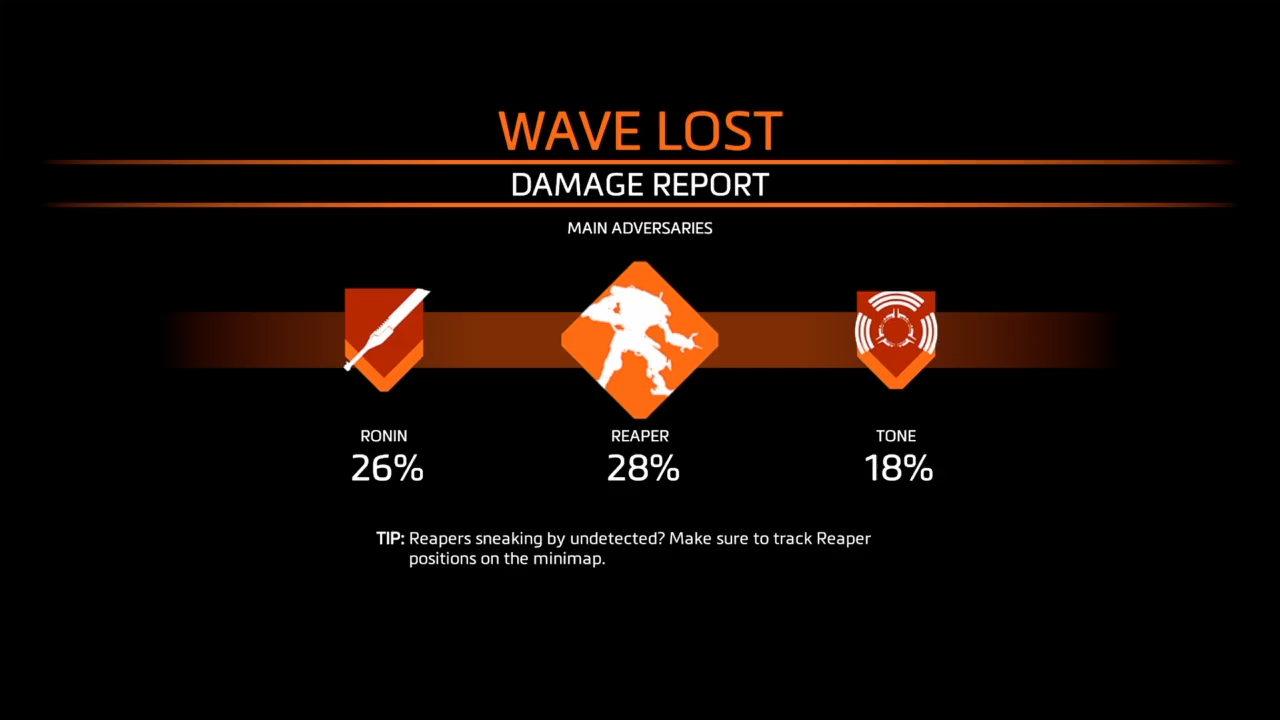 WAVE LOST
DAMAGE REPORT
MAIN ADVERSARIES
RONIN
26%
REAPER
28%
TONE
18%
TIP: Reapers sneaking by undetected? Make sure to track Reaper
positions on the minimap.